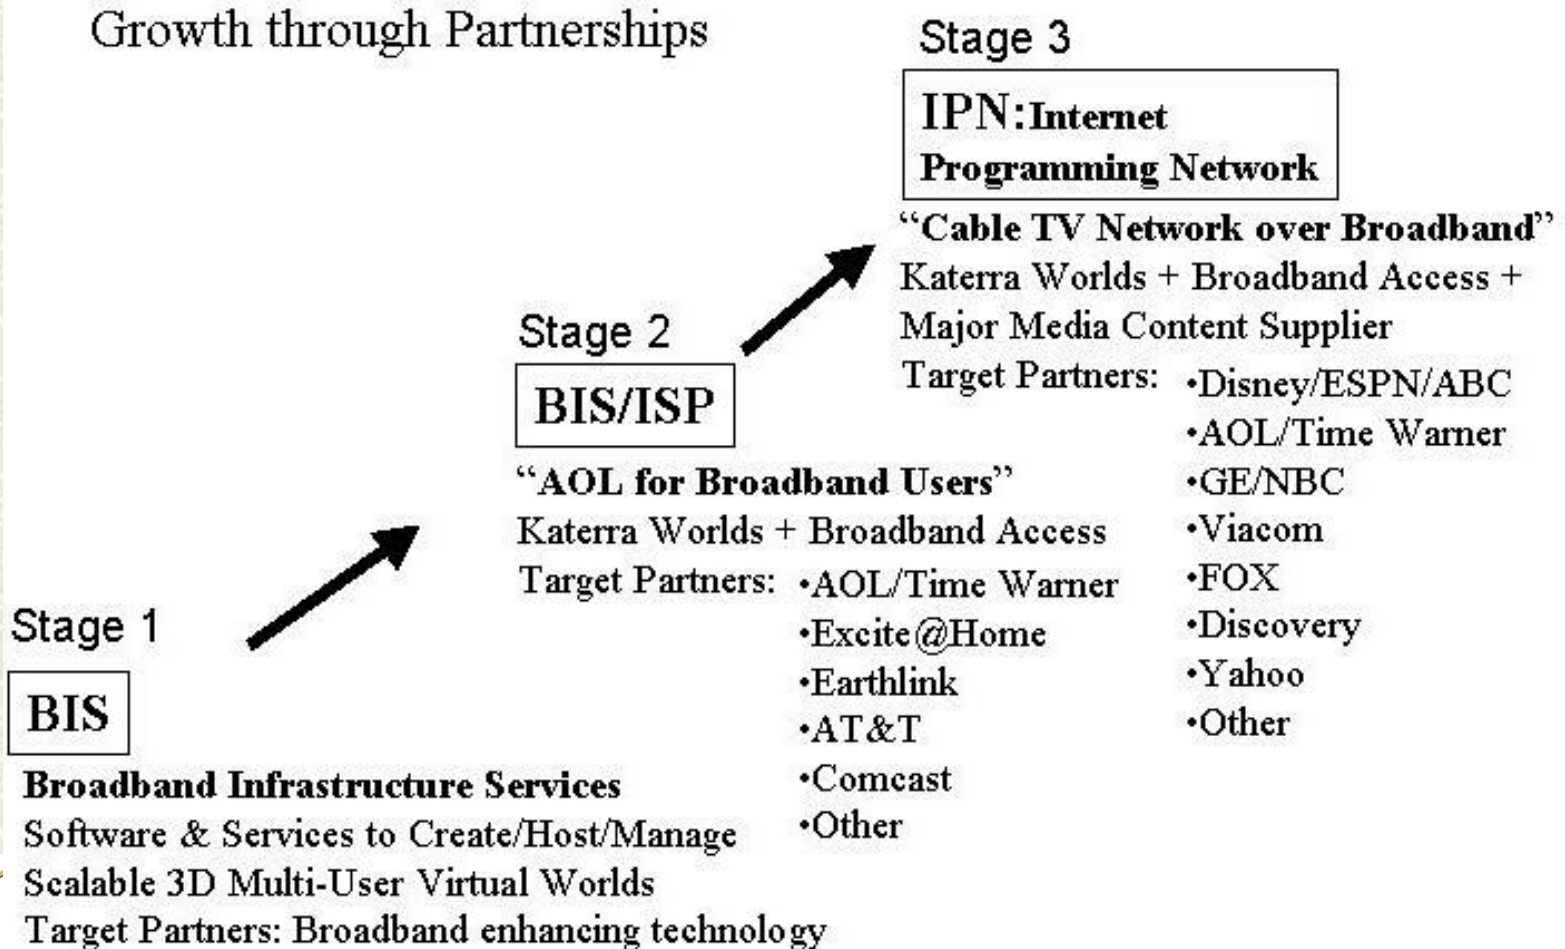 Growth through Partnerships
Stage 3
IPN: Internet
Programming Network
“Cable TV Network over Broadband”
Katerra Worlds + Broadband Access +
Major Media Content Supplier
Target Partners:
•Disney/ESPN/ABC
•AOL/Time Warner
•GE/NBC
•Viacom
•FOX
•Discovery
•Yahoo
•Other
Stage 2
BIS/ISP
“AOL for Broadband Users”
Katerra Worlds + Broadband Access
Target Partners:
•AOL/Time Warner
•Excite@Home
•Earthlink
•AT&T
•Comcast
•Other
Stage 1
BIS
Broadband Infrastructure Services
Software & Services to Create/Host/Manage
Scalable 3D Multi-User Virtual Worlds
Target Partners: Broadband enhancing technology